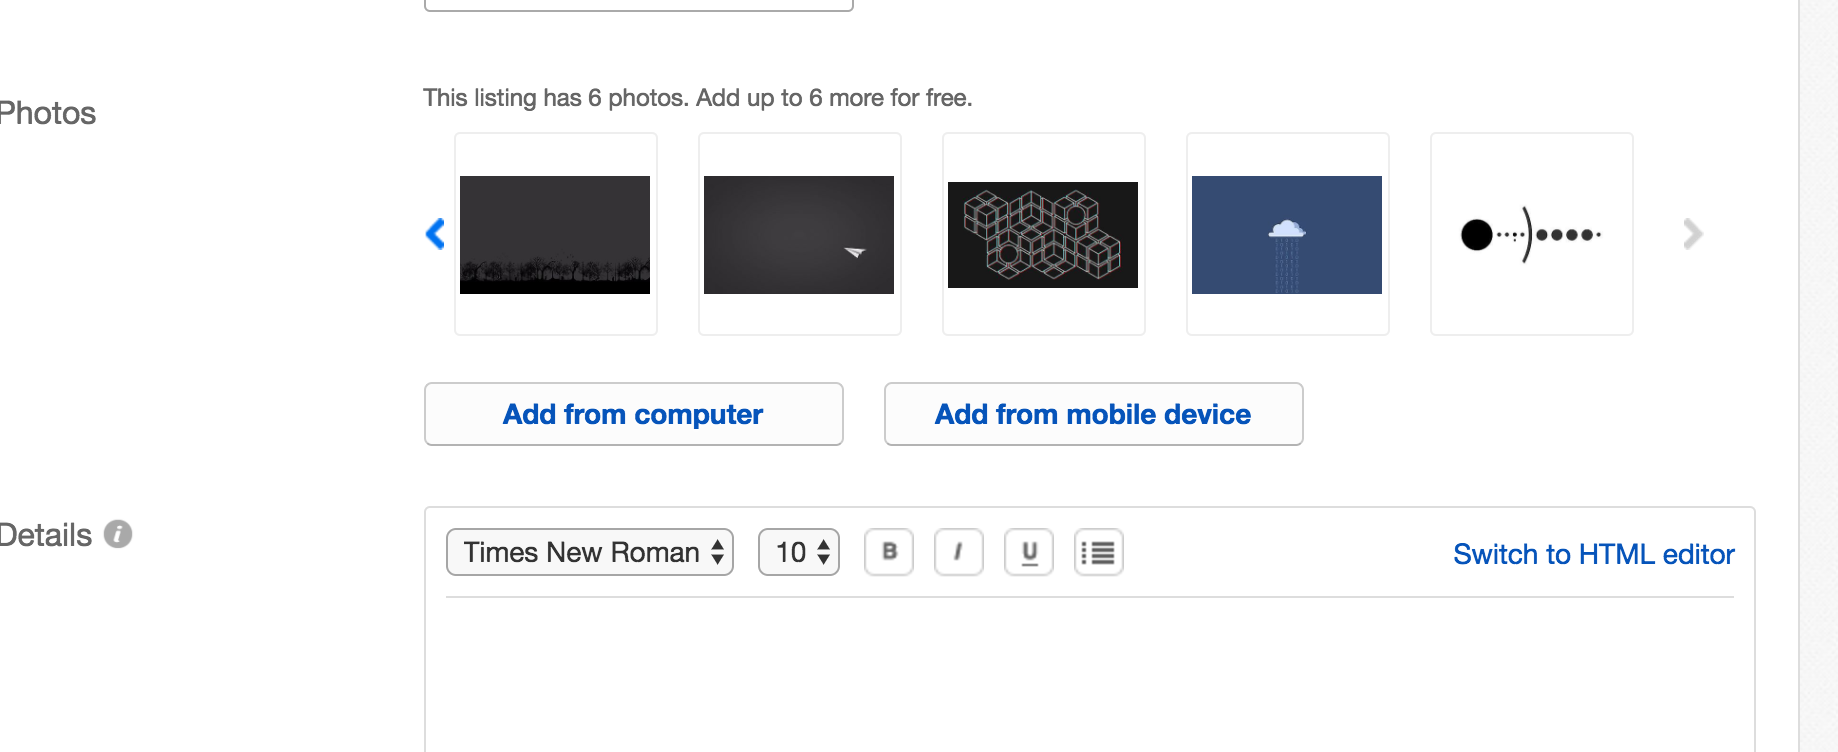 Photos
This listing has 6 photos. Add up to 6 more for free.
Add from computer
Add from mobile device
Details i
Times New Roman 10 B I U Switch to HTML editor